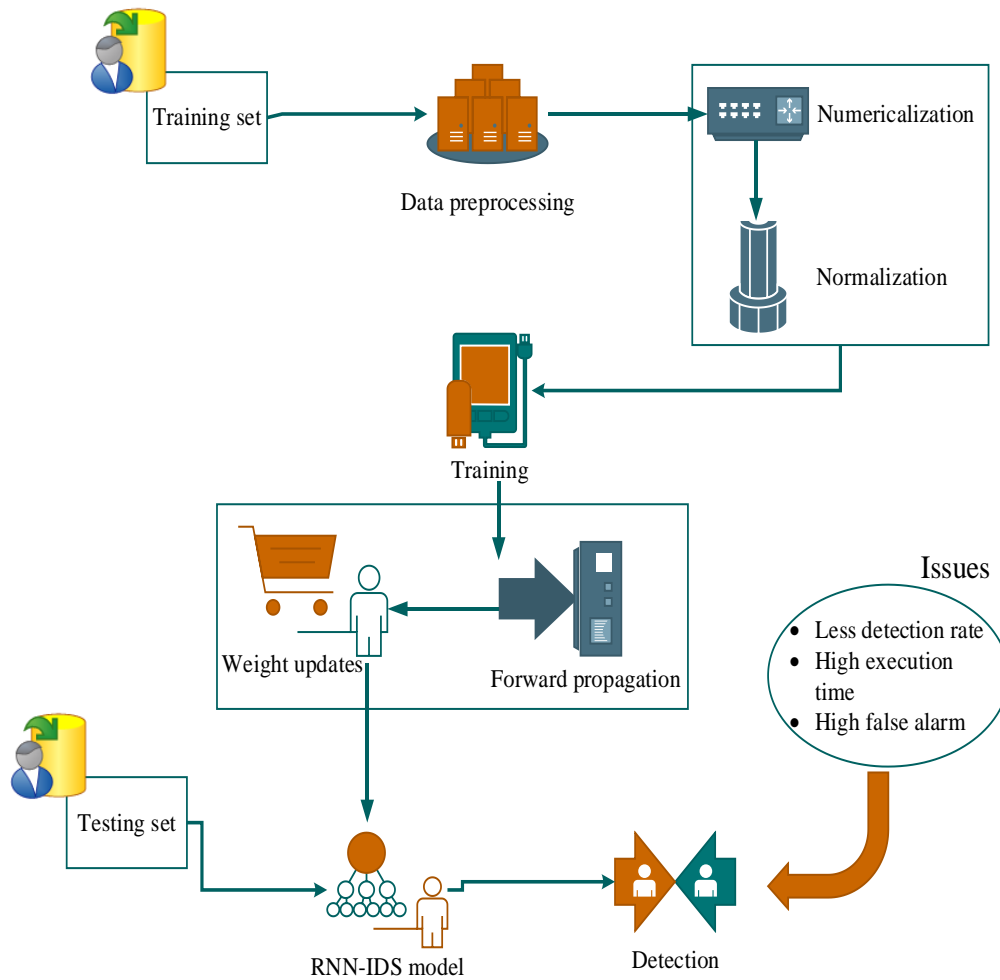 Training set
Numericalization
Data preprocessing
Normalization
Training
Issues
• Less detection rate
• High execution
time
• High false alarm
Weight updates
Forward propagation
Testing set
RNN-IDS model
Detection